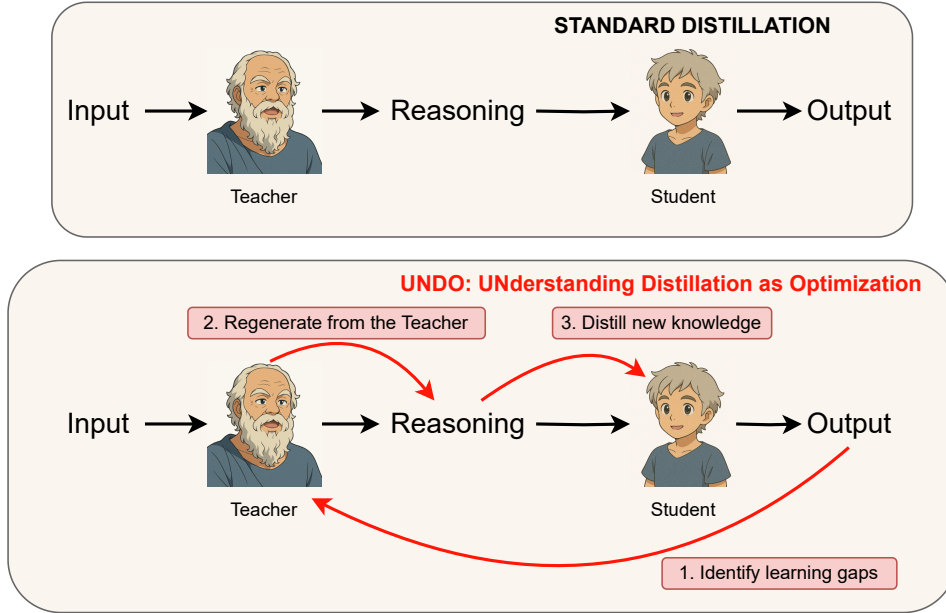 STANDARD DISTILLATION
Input
Reasoning
Output
Teacher
Student
UNDO: UNderstanding Distillation as Optimization
2. Regenerate from the Teacher
3. Distill new knowledge
Input
Reasoning
Output
Teacher
Student
1. Identify learning gaps